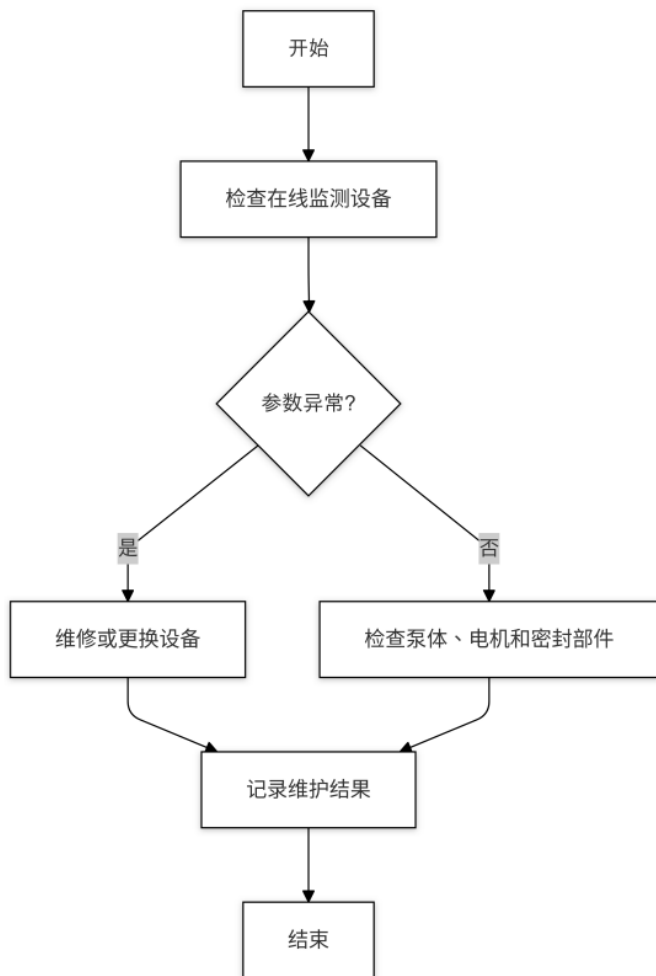 开始
检查在线监测设备
参数异常?
是
否
维修或更换设备
检查泵体、电机和密封部件
记录维护结果
结束